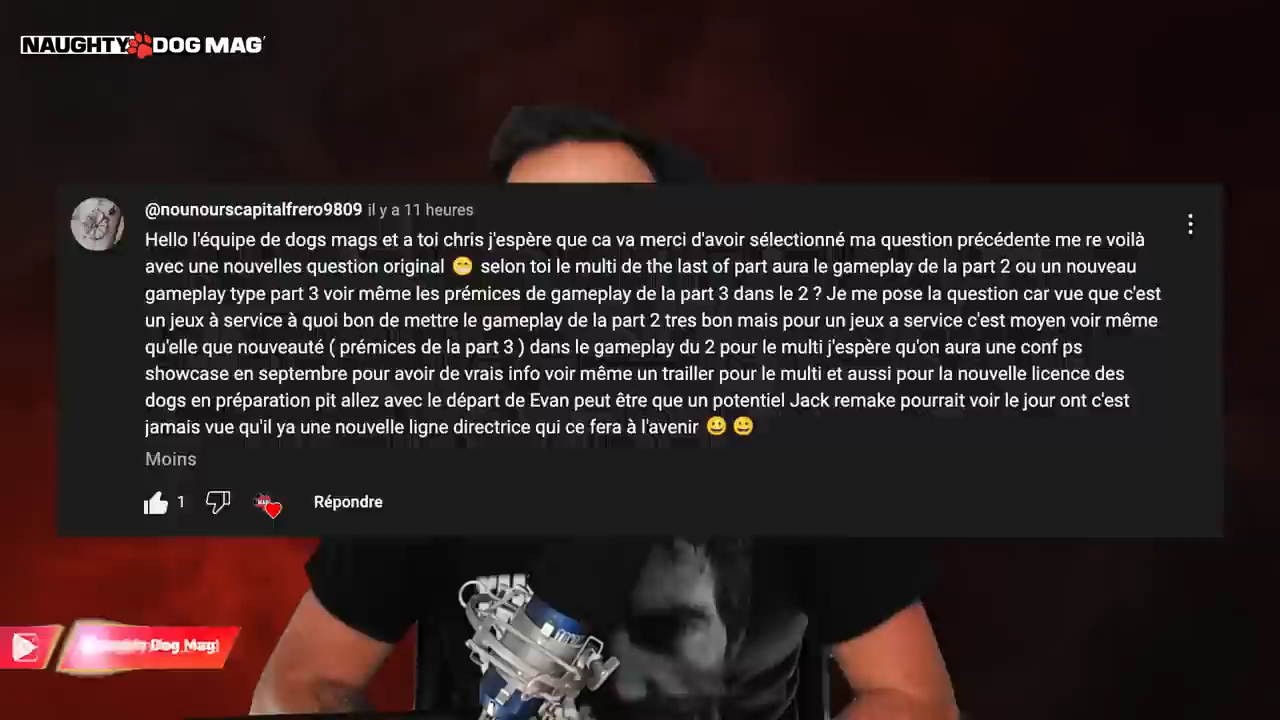 NAUGHTY DOG MAG'
@nounourscapitalfrero9809 il y a 11 heures
Hello l'équipe de dogs mags et a toi chris j'espère que ca va merci d'avoir sélectionné ma question précédente me re voilà
avec une nouvelles question original 😁 selon toi le multi de the last of part aura le gameplay de la part 2 ou un nouveau
gameplay type part 3 voir même les prémices de gameplay de la part 3 dans le 2 ? Je me pose la question car vue que c'est
un jeux à service à quoi bon de mettre le gameplay de la part 2 tres bon mais pour un jeux a service c'est moyen voir même
qu'elle que nouveauté ( prémices de la part 3 ) dans le gameplay du 2 pour le multi j'espère qu'on aura une conf ps
showcase en septembre pour avoir de vrais info voir même un trailler pour le multi et aussi pour la nouvelle licence des
dogs en préparation pit allez avec le départ de Evan peut être que un potentiel Jack remake pourrait voir le jour ont c'est
jamais vue qu'il ya une nouvelle ligne directrice qui ce fera à l'avenir 😀 😀
Moins
1 Répondre
Naughty Dog Mag